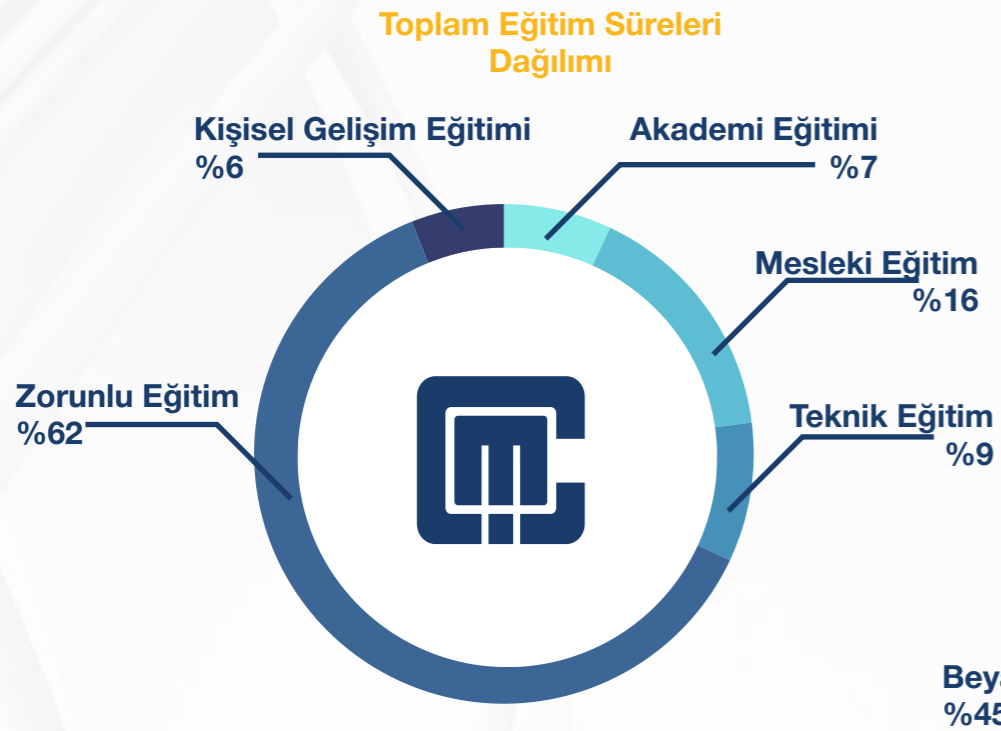 Toplam Eğitim Süreleri
Dağılımı
Kişisel Gelişim Eğitimi
%6
Akademi Eğitimi
%7
Mesleki Eğitim
%16
Zorunlu Eğitim
%62
Teknik Eğitim
%9
%45